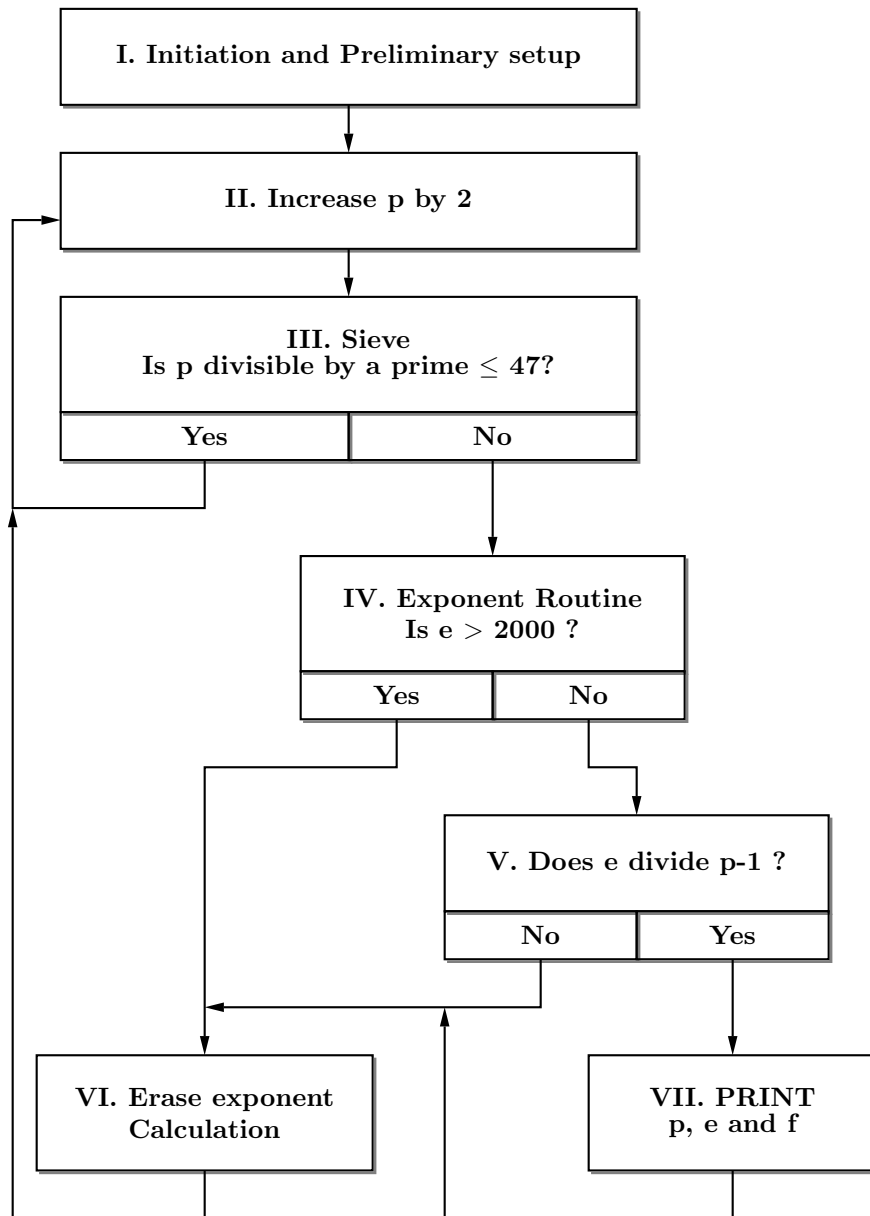 I. Initiation and Preliminary setup
II. Increase p by 2
III. Sieve
Is p divisible by a prime ≤ 47?
Yes
No
IV. Exponent Routine
Is e > 2000 ?
Yes
No
V. Does e divide p-1 ?
No
Yes
VI. Erase exponent
Calculation
VII. PRINT
p, e and f